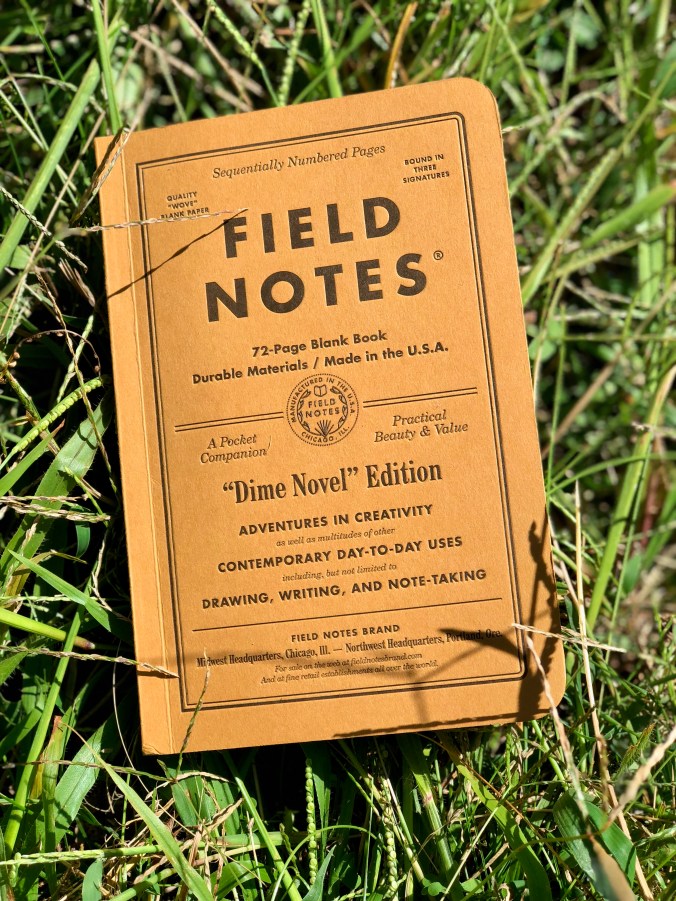 Sequentially Numbered Pages
QUALITY
"WOVE"
BLANK PAPER
BOUND IN
THREE
SIGNATURES
FIELD
NOTES®
72-Page Blank Book
Durable Materials / Made in the U.S.A.
MANUFACTURED IN THE U.S.A.
FIELD
NOTES
CHICAGO, ILL.
A Pocket
Companion
Practical
Beauty & Value
"Dime Novel" Edition
ADVENTURES IN CREATIVITY
as well as multitudes of other
CONTEMPORARY DAY-TO-DAY USES
including, but not limited to
DRAWING, WRITING, AND NOTE-TAKING
FIELD NOTES BRAND
Midwest Headquarters, Chicago, Ill. — Northwest Headquarters, Portland, Ore.
For sale on the web at fieldnotesbrand.com
And at fine retail establishments all over the world.